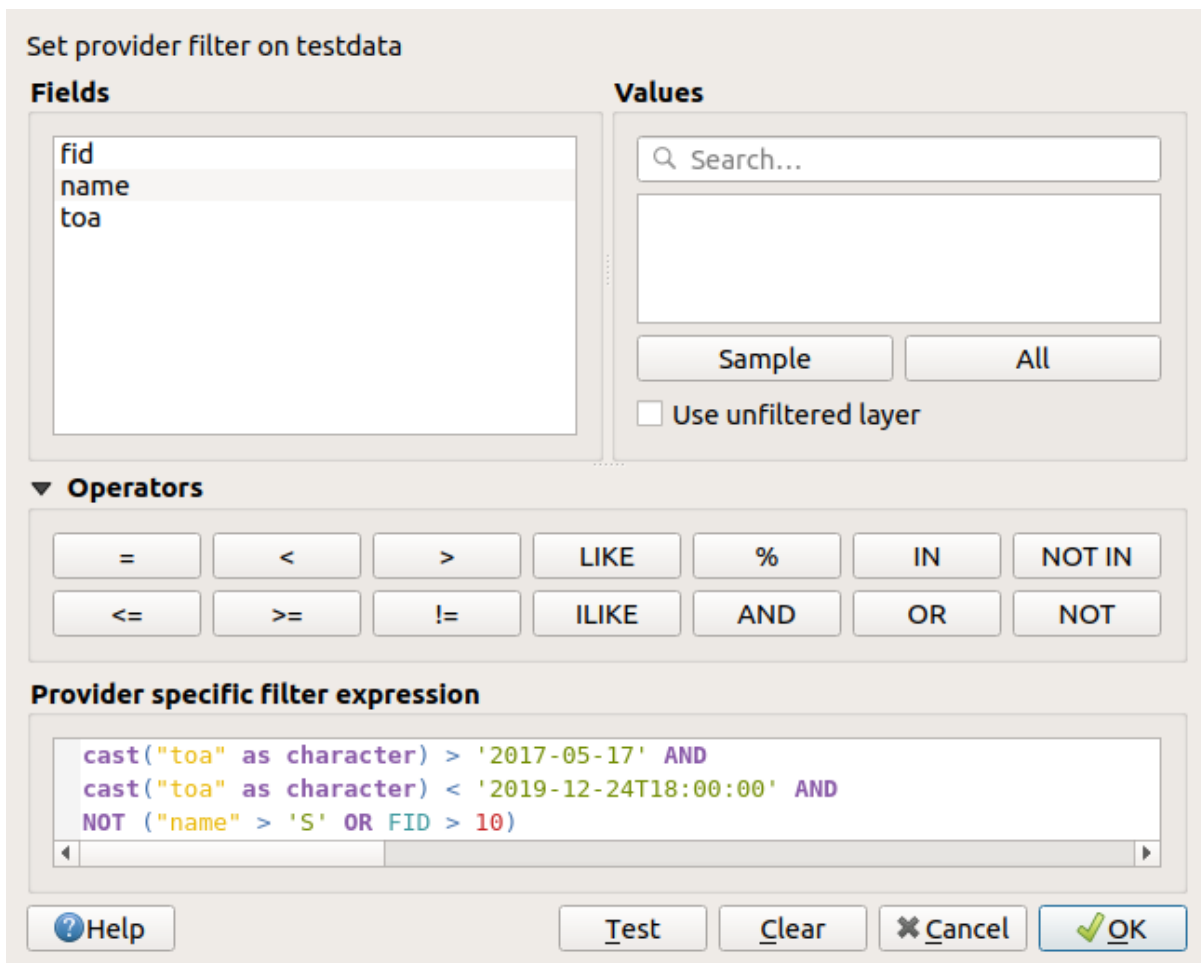 Set provider filter on testdata
Fields
Values
fid
name
toa
Search...
Sample
All
Use unfiltered layer
Operators
= < > LIKE % IN NOT IN
<= >= != ILIKE AND OR NOT
Provider specific filter expression
cast("toa" as character) > '2017-05-17' AND
cast("toa" as character) < '2019-12-24T18:00:00' AND
NOT ("name" > 'S' OR FID > 10)
Help Test Clear Cancel OK